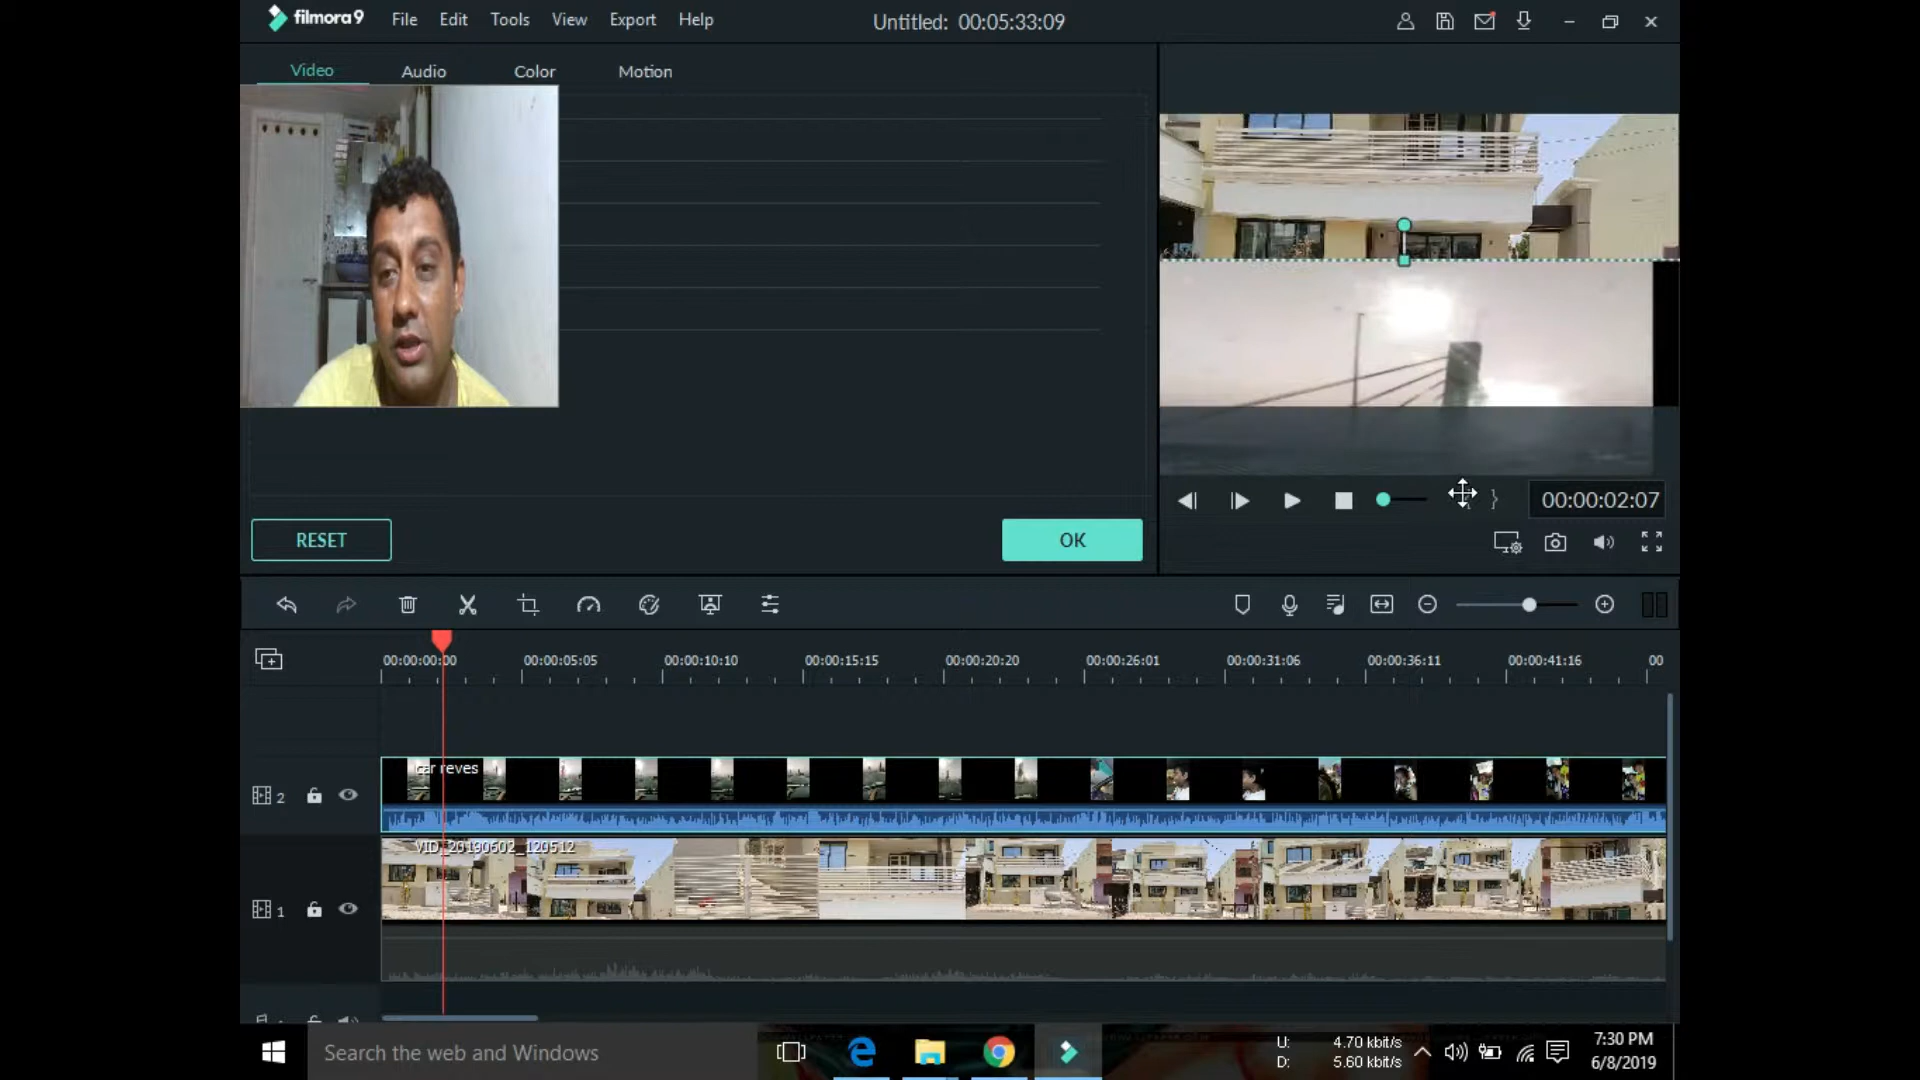 filmora9 File Edit Tools View Export Help Untitled: 00:05:33:09
Video Audio Color Motion
RESET OK
00:00:02:07
00:00:00:00 00:00:05:05 00:00:10:10 00:00:15:15 00:00:20:20 00:00:26:01 00:00:31:06 00:00:36:11 00:00:41:16 00
car reves
2
VID_20190602_120512
1
Search the web and Windows
U: 4.70 kbit/s
D: 5.60 kbit/s
7:30 PM
6/8/2019